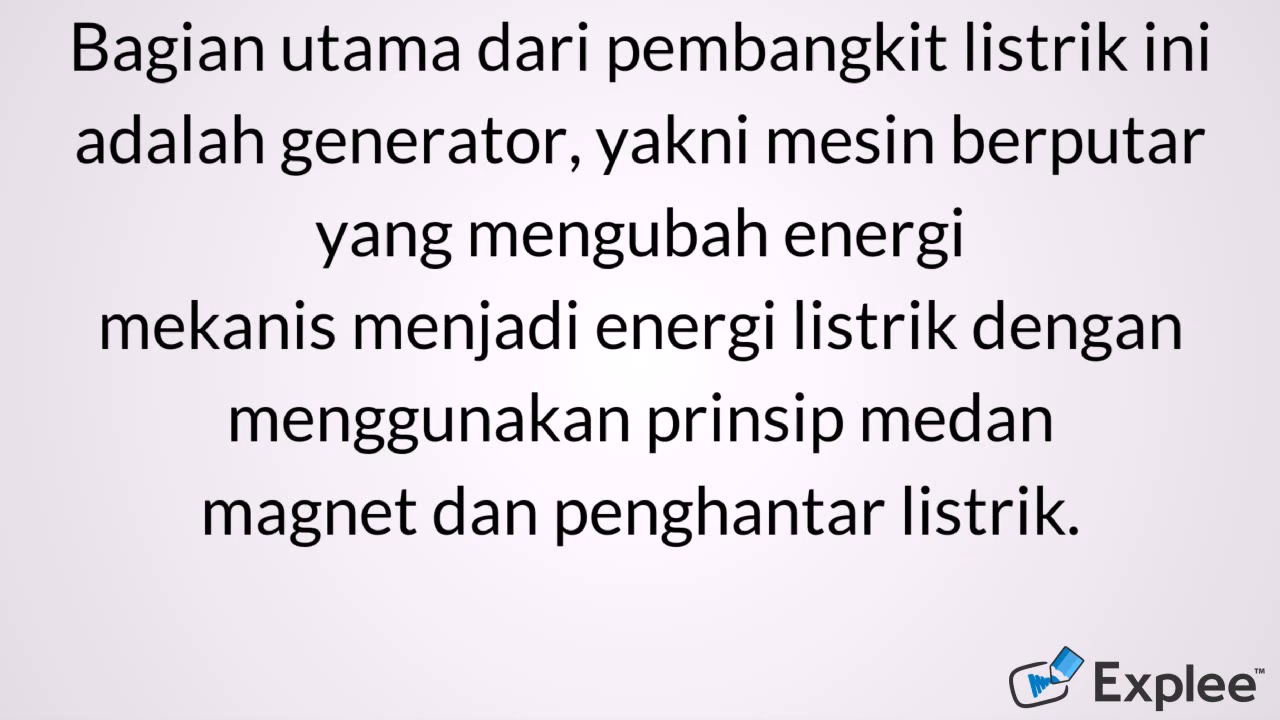 Bagian utama dari pembangkit listrik ini
adalah generator, yakni mesin berputar
yang mengubah energi
mekanis menjadi energi listrik dengan
menggunakan prinsip medan
magnet dan penghantar listrik.
Explee™